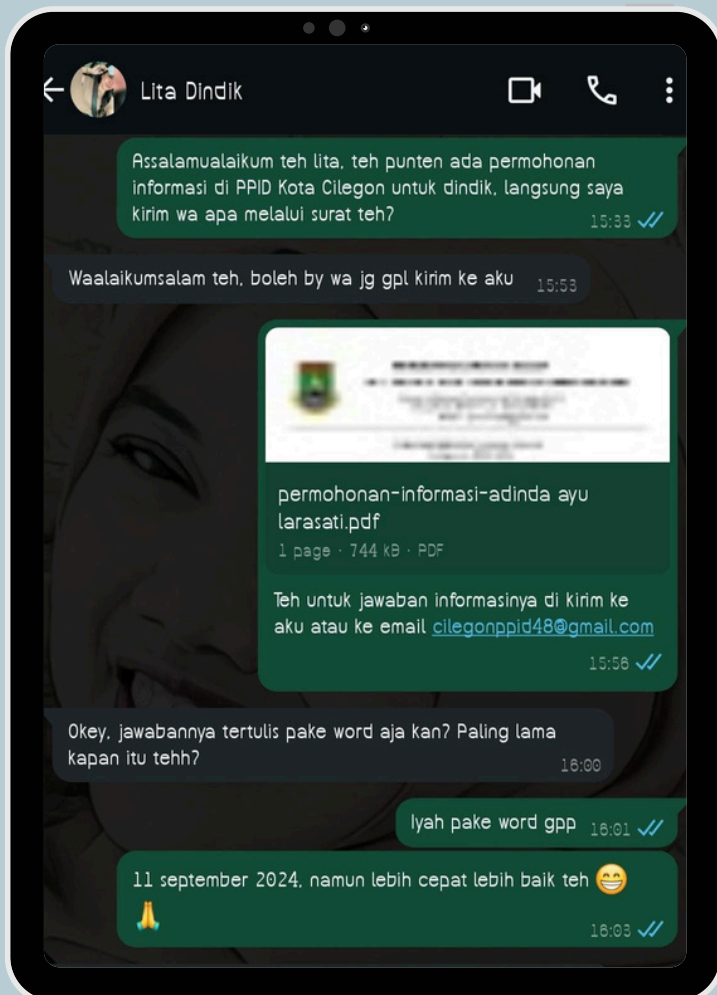 Lita Dindik
Assalamualaikum teh lita, teh punten ada permohonan
informasi di PPID Kota Cilegon untuk dindik, langsung saya
kirim wa apa melalui surat teh?
15:33
Waalaikumsalam teh, boleh by wa jg gpl kirim ke aku
15:53
permohonan-informasi-adinda ayu
larasati.pdf
1 page · 744 kB · PDF
Teh untuk jawaban informasinya di kirim ke
aku atau ke email cilegonppid48@gmail.com
15:56
Okey, jawabannya tertulis pake word aja kan? Paling lama
kapan itu tehh?
16:00
Iyah pake word gpp
16:01
11 september 2024, namun lebih cepat lebih baik teh 😁
🙏
16:03